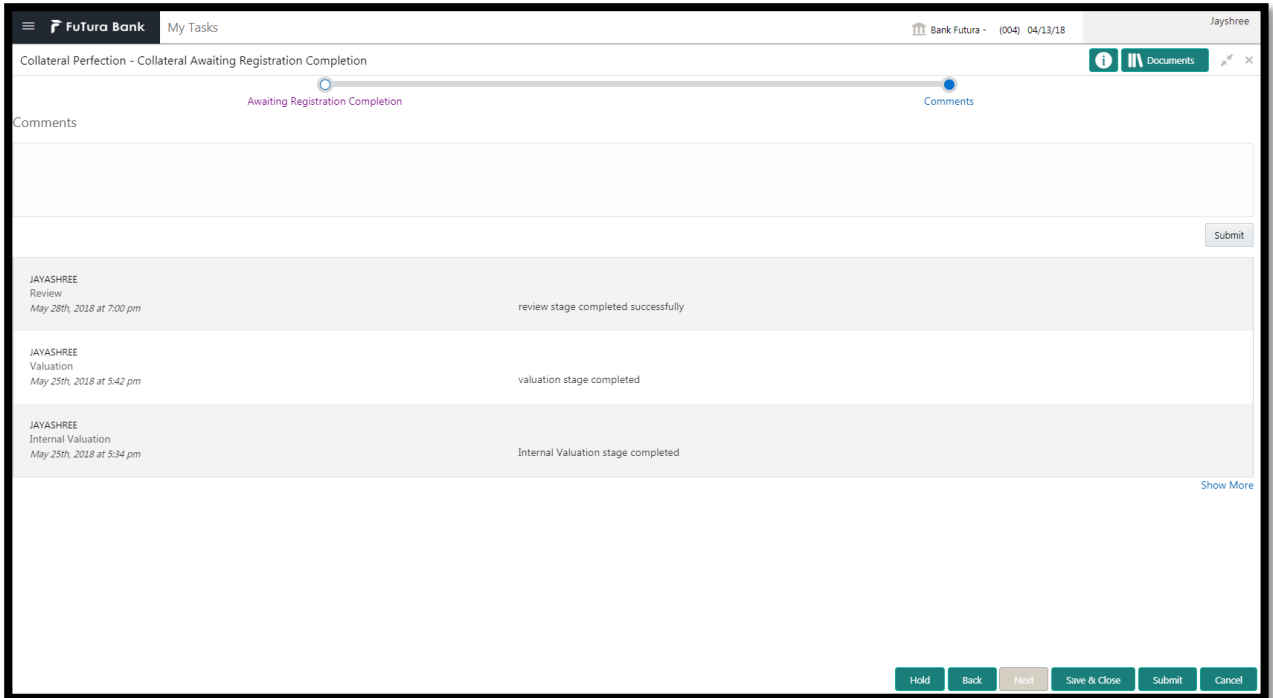 FuTura Bank My Tasks Bank Futura - (004) 04/13/18 Jayshree
Collateral Perfection - Collateral Awaiting Registration Completion Documents
Awaiting Registration Completion Comments
Comments
Submit
JAYASHREE
Review
May 28th, 2018 at 7:00 pm review stage completed successfully
JAYASHREE
Valuation
May 25th, 2018 at 5:42 pm valuation stage completed
JAYASHREE
Internal Valuation
May 25th, 2018 at 5:34 pm Internal Valuation stage completed
Show More
Hold Back Next Save & Close Submit Cancel